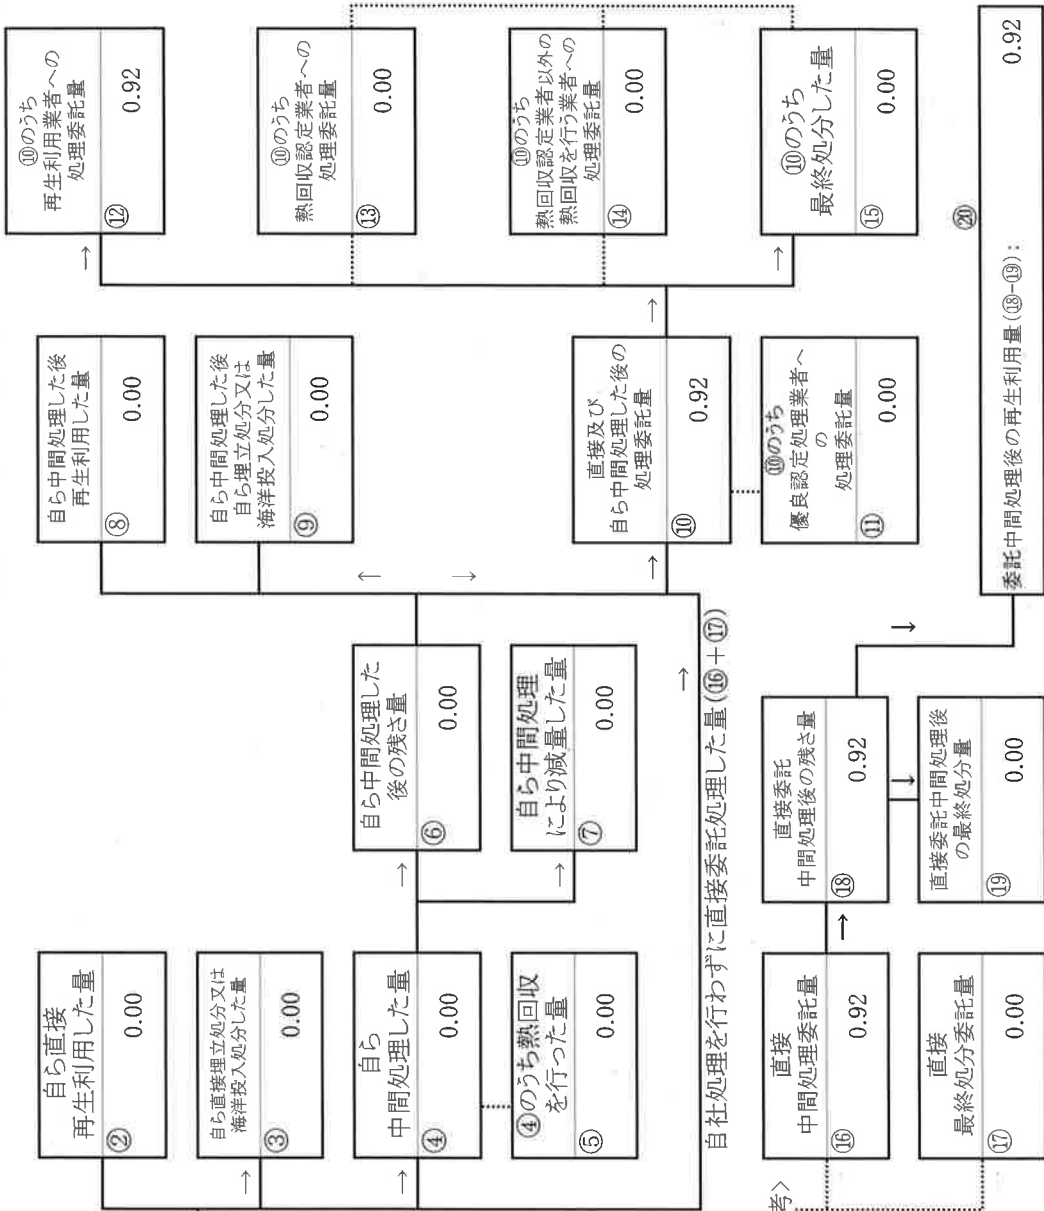 自ら直接
再生利用した量
② 0.00
自ら直接埋立処分又は
海洋投入処分した量
③ 0.00
自ら
中間処理した量
④ 0.00
④のうち熱回収
を行った量
⑤ 0.00
自ら中間処理した
後の残さ量
⑥ 0.00
自ら中間処理
により減量した量
⑦ 0.00
自ら中間処理した後
再生利用した量
⑧ 0.00
自ら中間処理した後
自ら埋立処分又は
海洋投入処分した量
⑨ 0.00
直接及び
自ら中間処理した後の
処理委託量
⑩ 0.92
⑩のうち
優良認定処理業者へ
の
処理委託量
⑪ 0.00
⑩のうち
再生利用業者への
処理委託量
⑫ 0.92
⑩のうち
熱回収認定業者への
処理委託量
⑬ 0.00
⑩のうち
熱回収認定業者以外の
熱回収を行う業者への
処理委託量
⑭ 0.00
⑩のうち
最終処分した量
⑮ 0.00
自社処理を行わずに直接委託処理した量(⑯+⑰)
考>
直接
中間処理委託量
⑯ 0.92
直接
最終処分委託量
⑰ 0.00
直接委託
中間処理後の残さ量
⑱ 0.92
直接委託中間処理後
の最終処分量
⑲ 0.00
⑳
委託中間処理後の再生利用量(⑱-⑲): 0.92